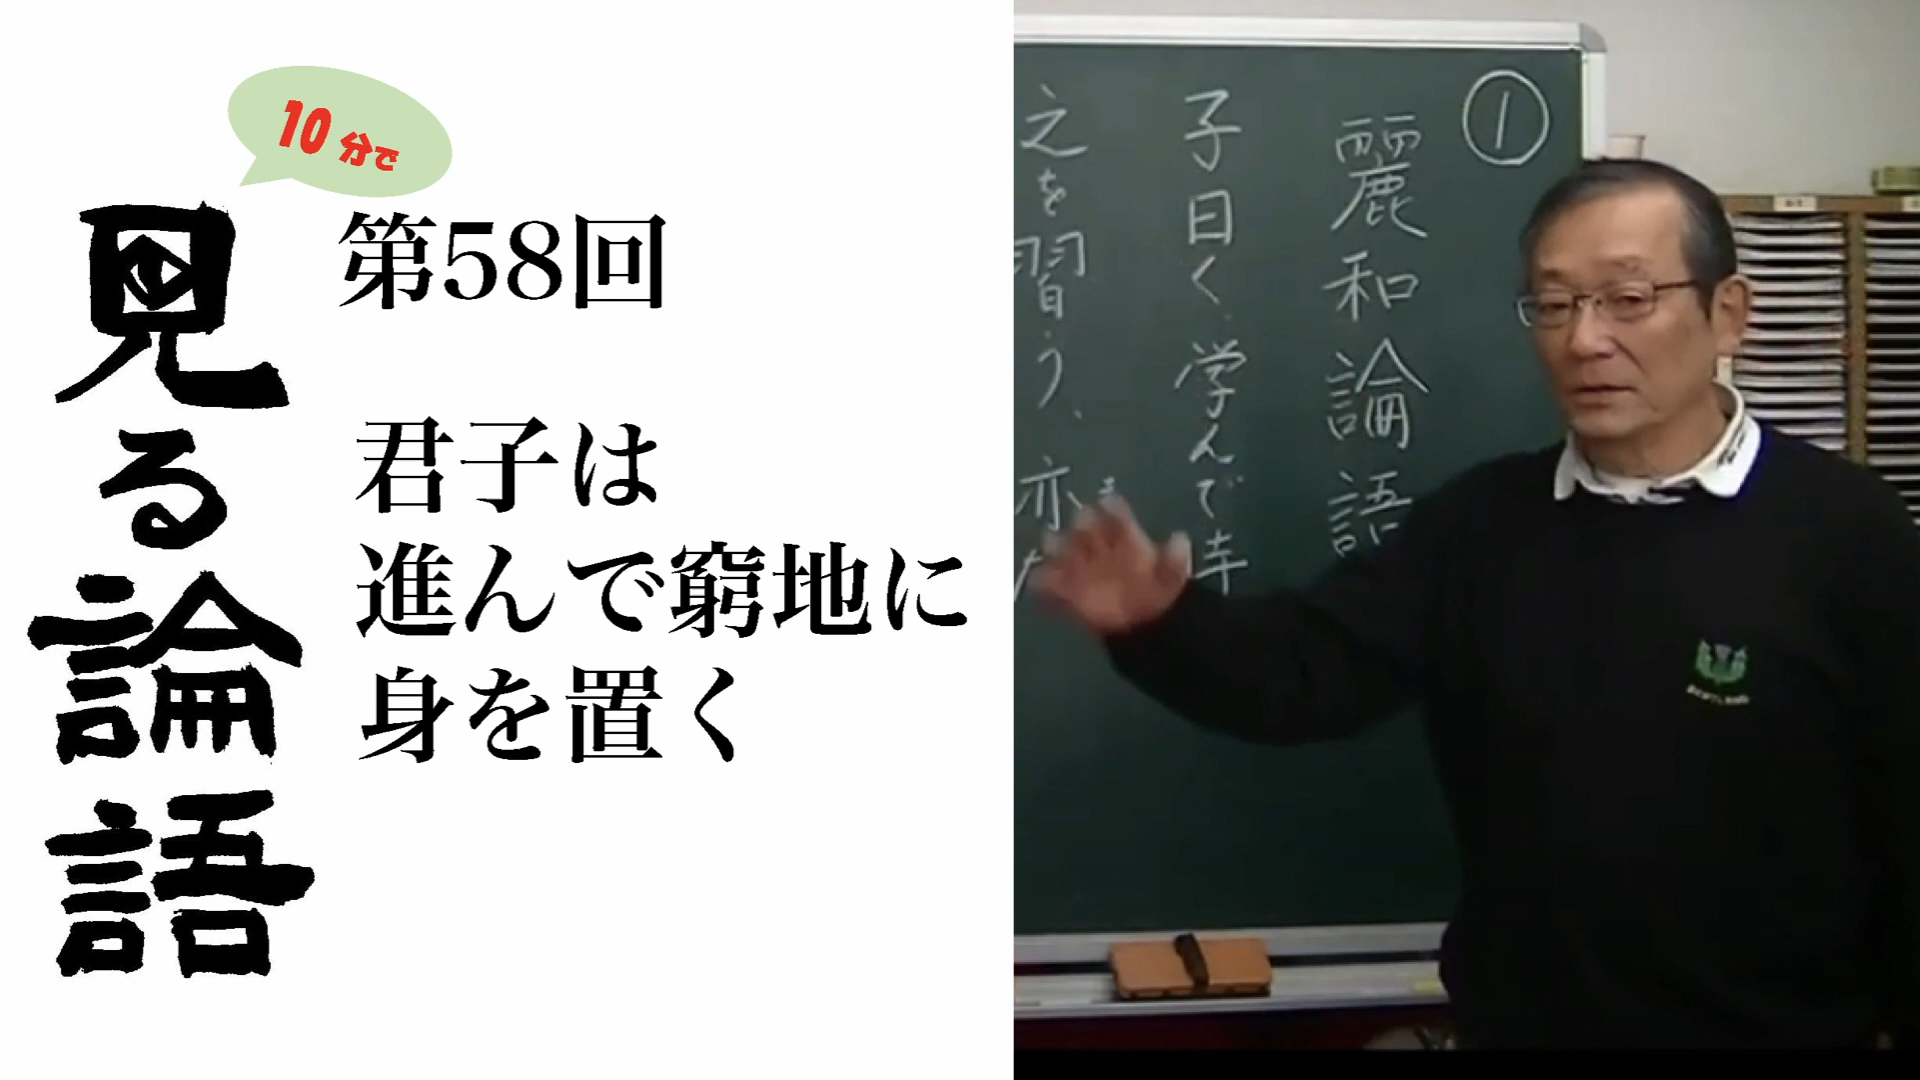 10分で
見る論語
第58回
君子は
進んで窮地に
身を置く
①
麗和論語
子曰く、学んで時
之を習う、亦